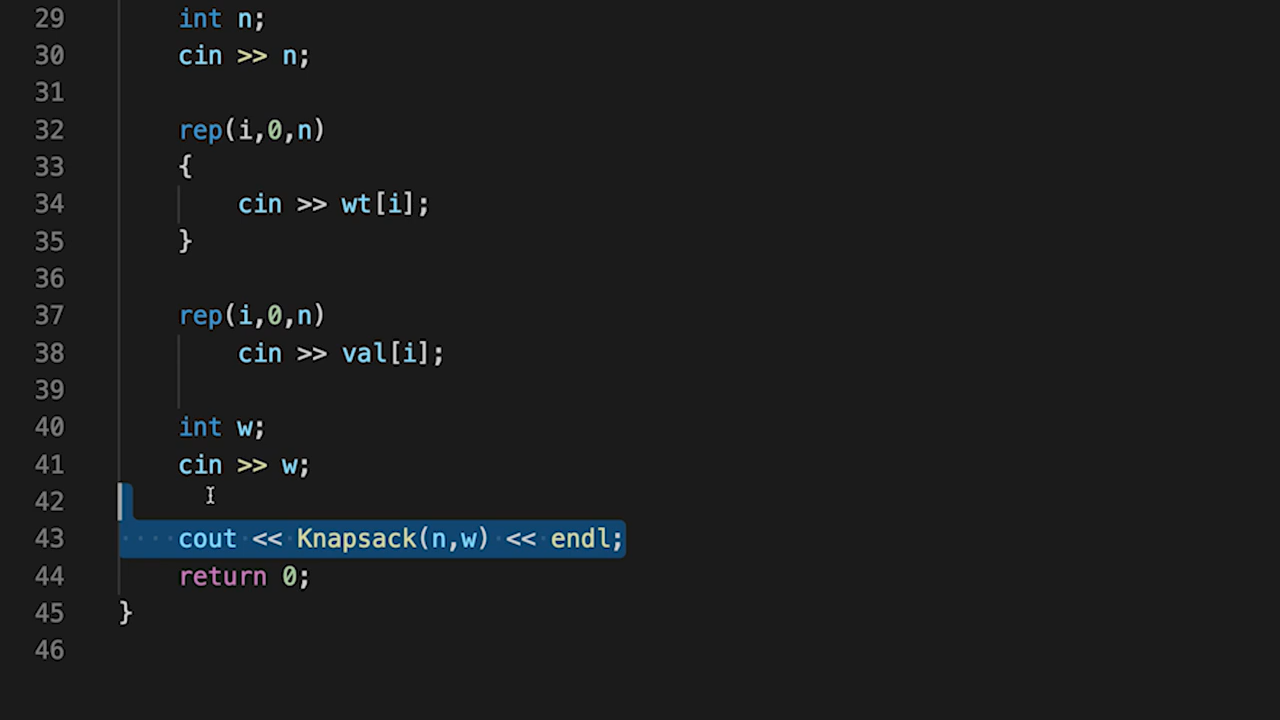 29 int n;
30 cin >> n;
31
32 rep(i,0,n)
33 {
34 cin >> wt[i];
35 }
36
37 rep(i,0,n)
38 cin >> val[i];
39
40 int w;
41 cin >> w;
42
43 cout << Knapsack(n,w) << endl;
44 return 0;
45 }
46